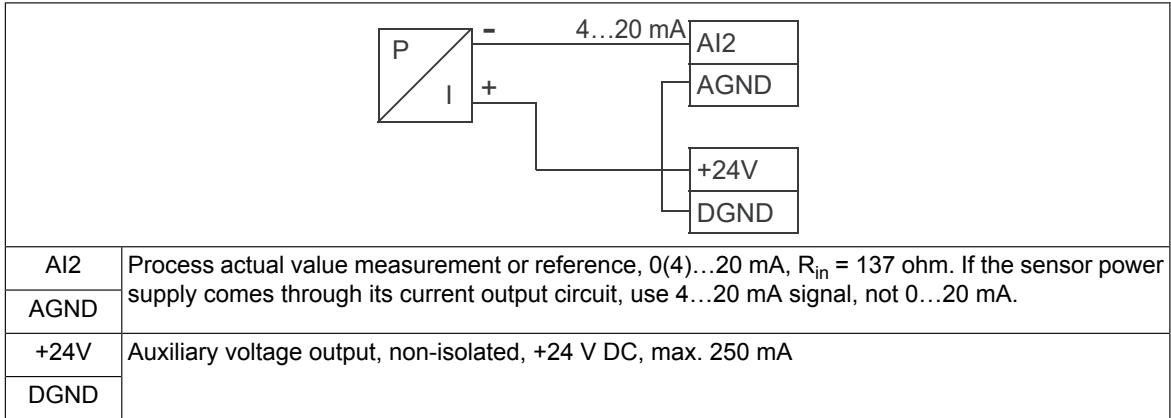 P
I
-
+
4…20 mA
AI2
AGND
+24V
DGND
AI2
Process actual value measurement or reference, 0(4)…20 mA, Rin = 137 ohm. If the sensor power
supply comes through its current output circuit, use 4…20 mA signal, not 0…20 mA.
AGND
+24V
Auxiliary voltage output, non-isolated, +24 V DC, max. 250 mA
DGND